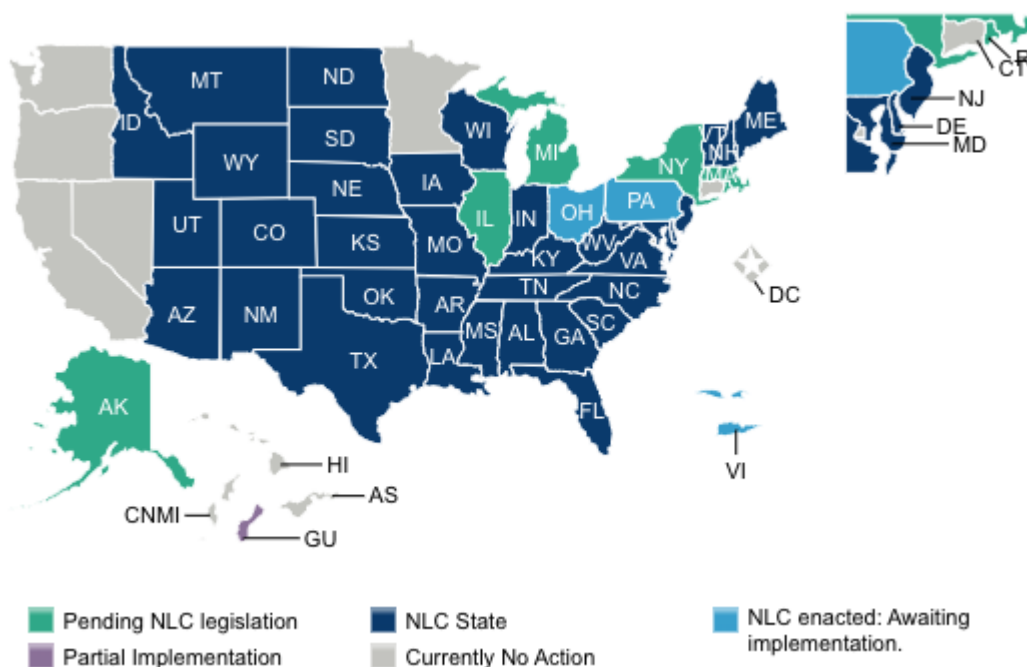 MT
ND
ID
SD
WI
ME
VT
NH
WY
MI
NY
MA
NE
IA
PA
IL
IN
OH
UT
CO
KS
MO
WV
KY
VA
TN
NC
OK
AR
AZ
NM
MS
AL
GA
SC
TX
LA
FL
AK
CT
NJ
DE
MD
DC
VI
HI
AS
CNMI
GU
Pending NLC legislation
NLC State
NLC enacted: Awaiting
implementation.
Partial Implementation
Currently No Action